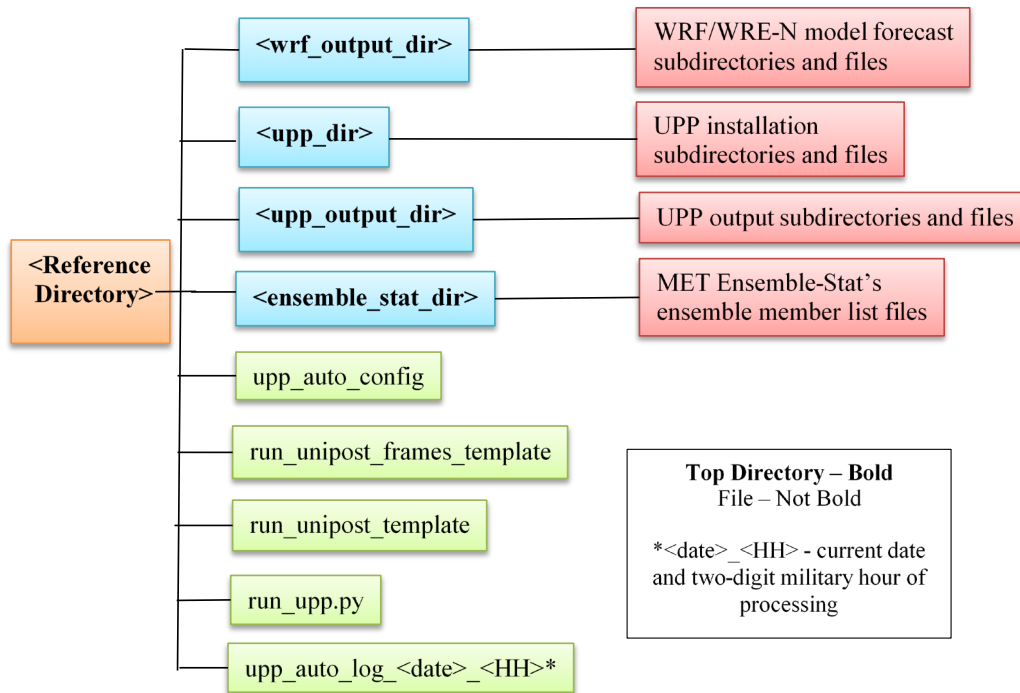 <wrf_output_dir>
WRF/WRE-N model forecast
subdirectories and files
<upp_dir>
UPP installation
subdirectories and files
<upp_output_dir>
UPP output subdirectories and files
<Reference
Directory>
<ensemble_stat_dir>
MET Ensemble-Stat’s
ensemble member list files
upp_auto_config
run_unipost_frames_template
run_unipost_template
run_upp.py
upp_auto_log_<date>_<HH>*
Top Directory – Bold
File – Not Bold
*<date>_<HH> - current date
and two-digit military hour of
processing